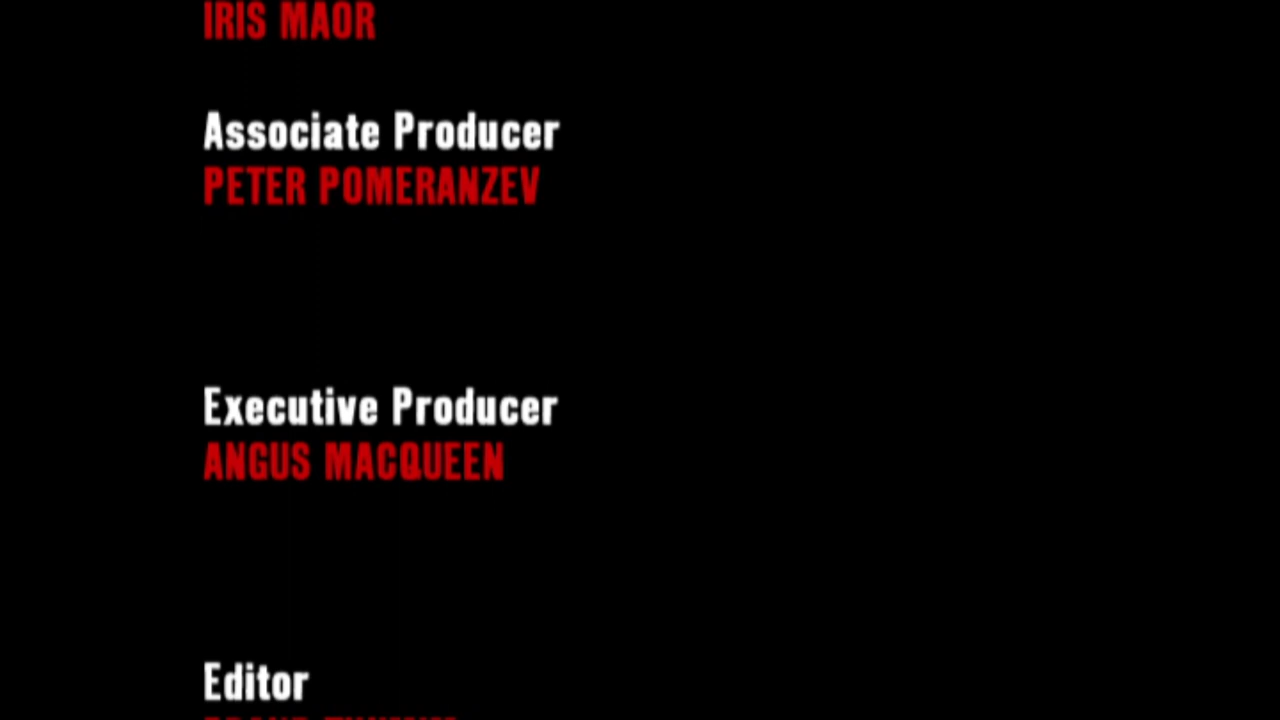 IRIS MAOR
Associate Producer
PETER POMERANZEV
Executive Producer
ANGUS MACQUEEN
Editor